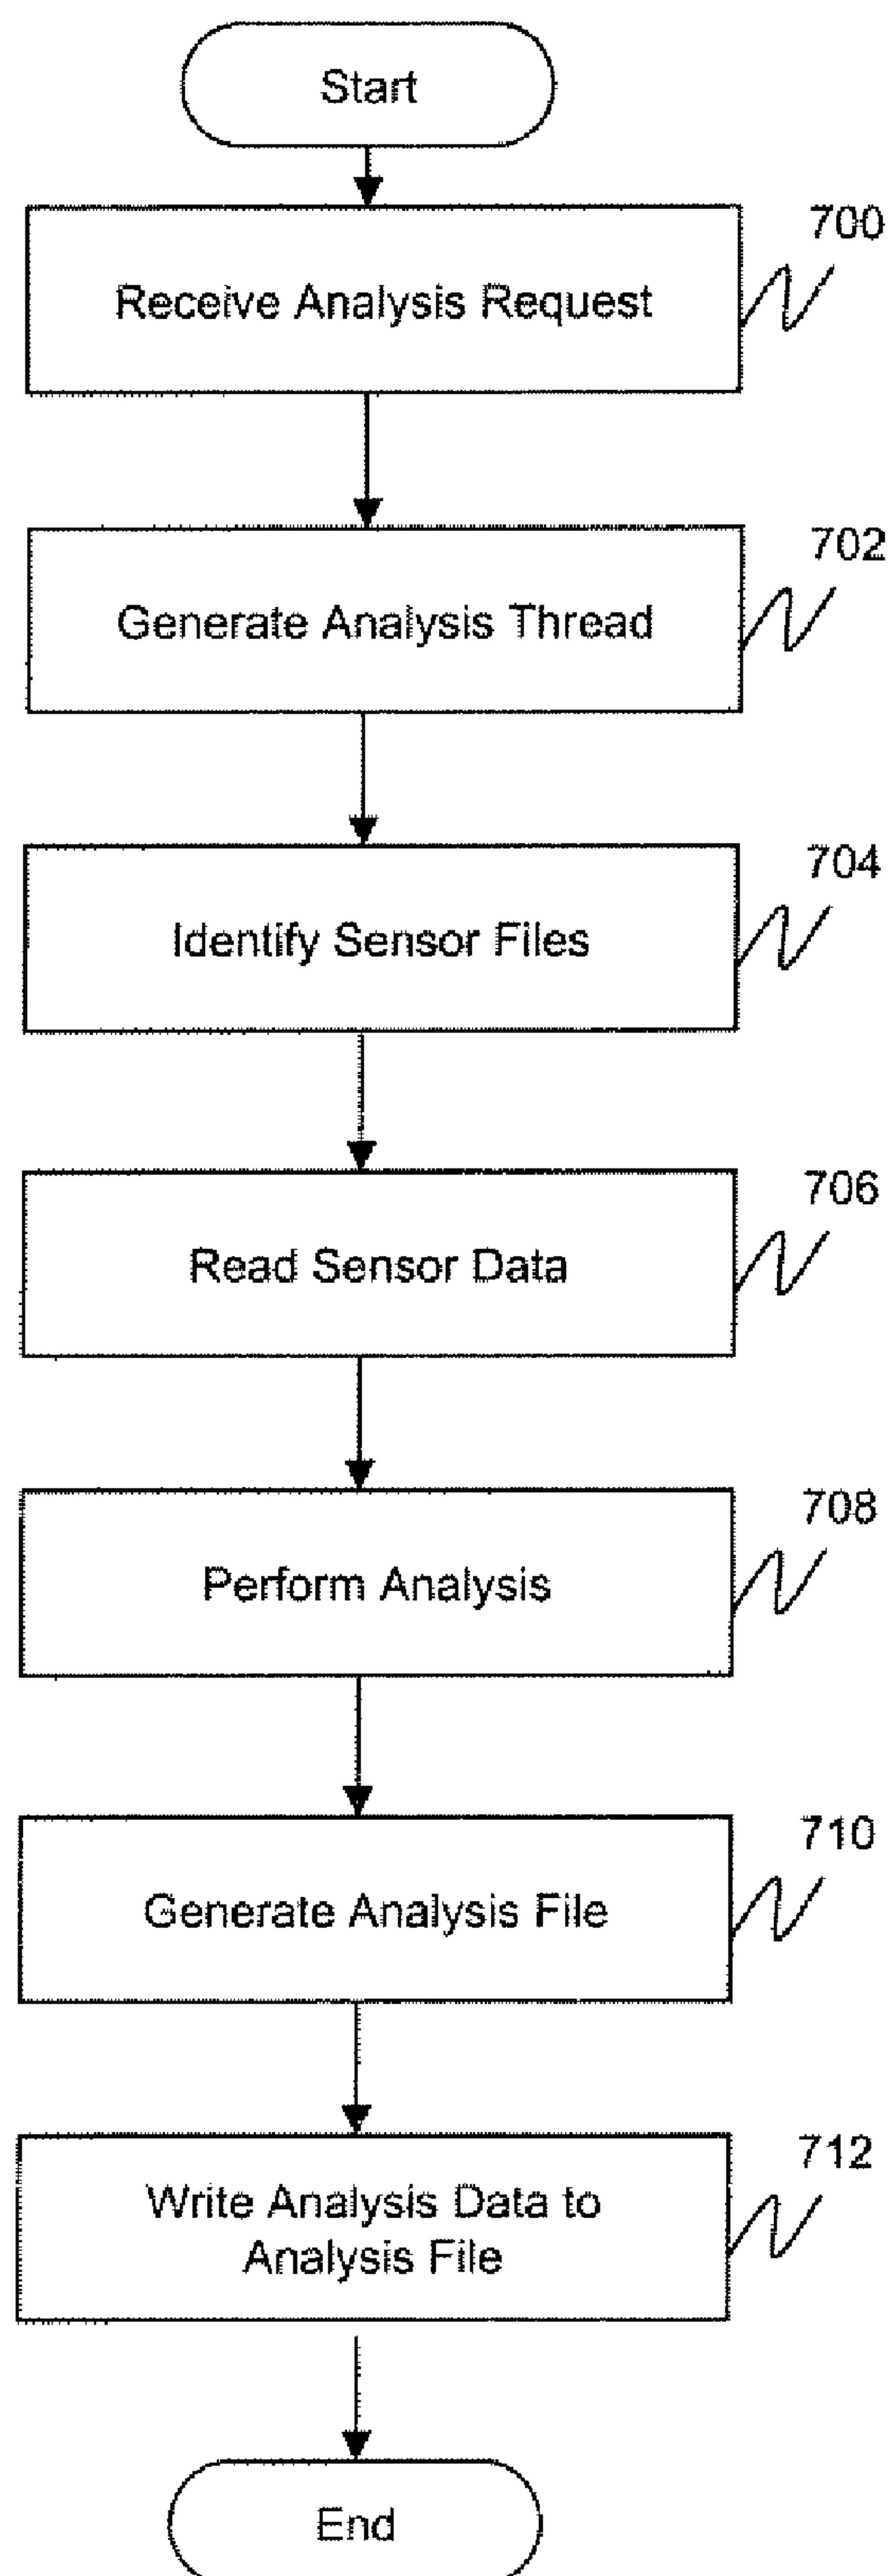 Start
700
Receive Analysis Request
702
Generate Analysis Thread
704
Identify Sensor Files
706
Read Sensor Data
708
Perform Analysis
710
Generate Analysis File
712
Write Analysis Data to
Analysis File
End